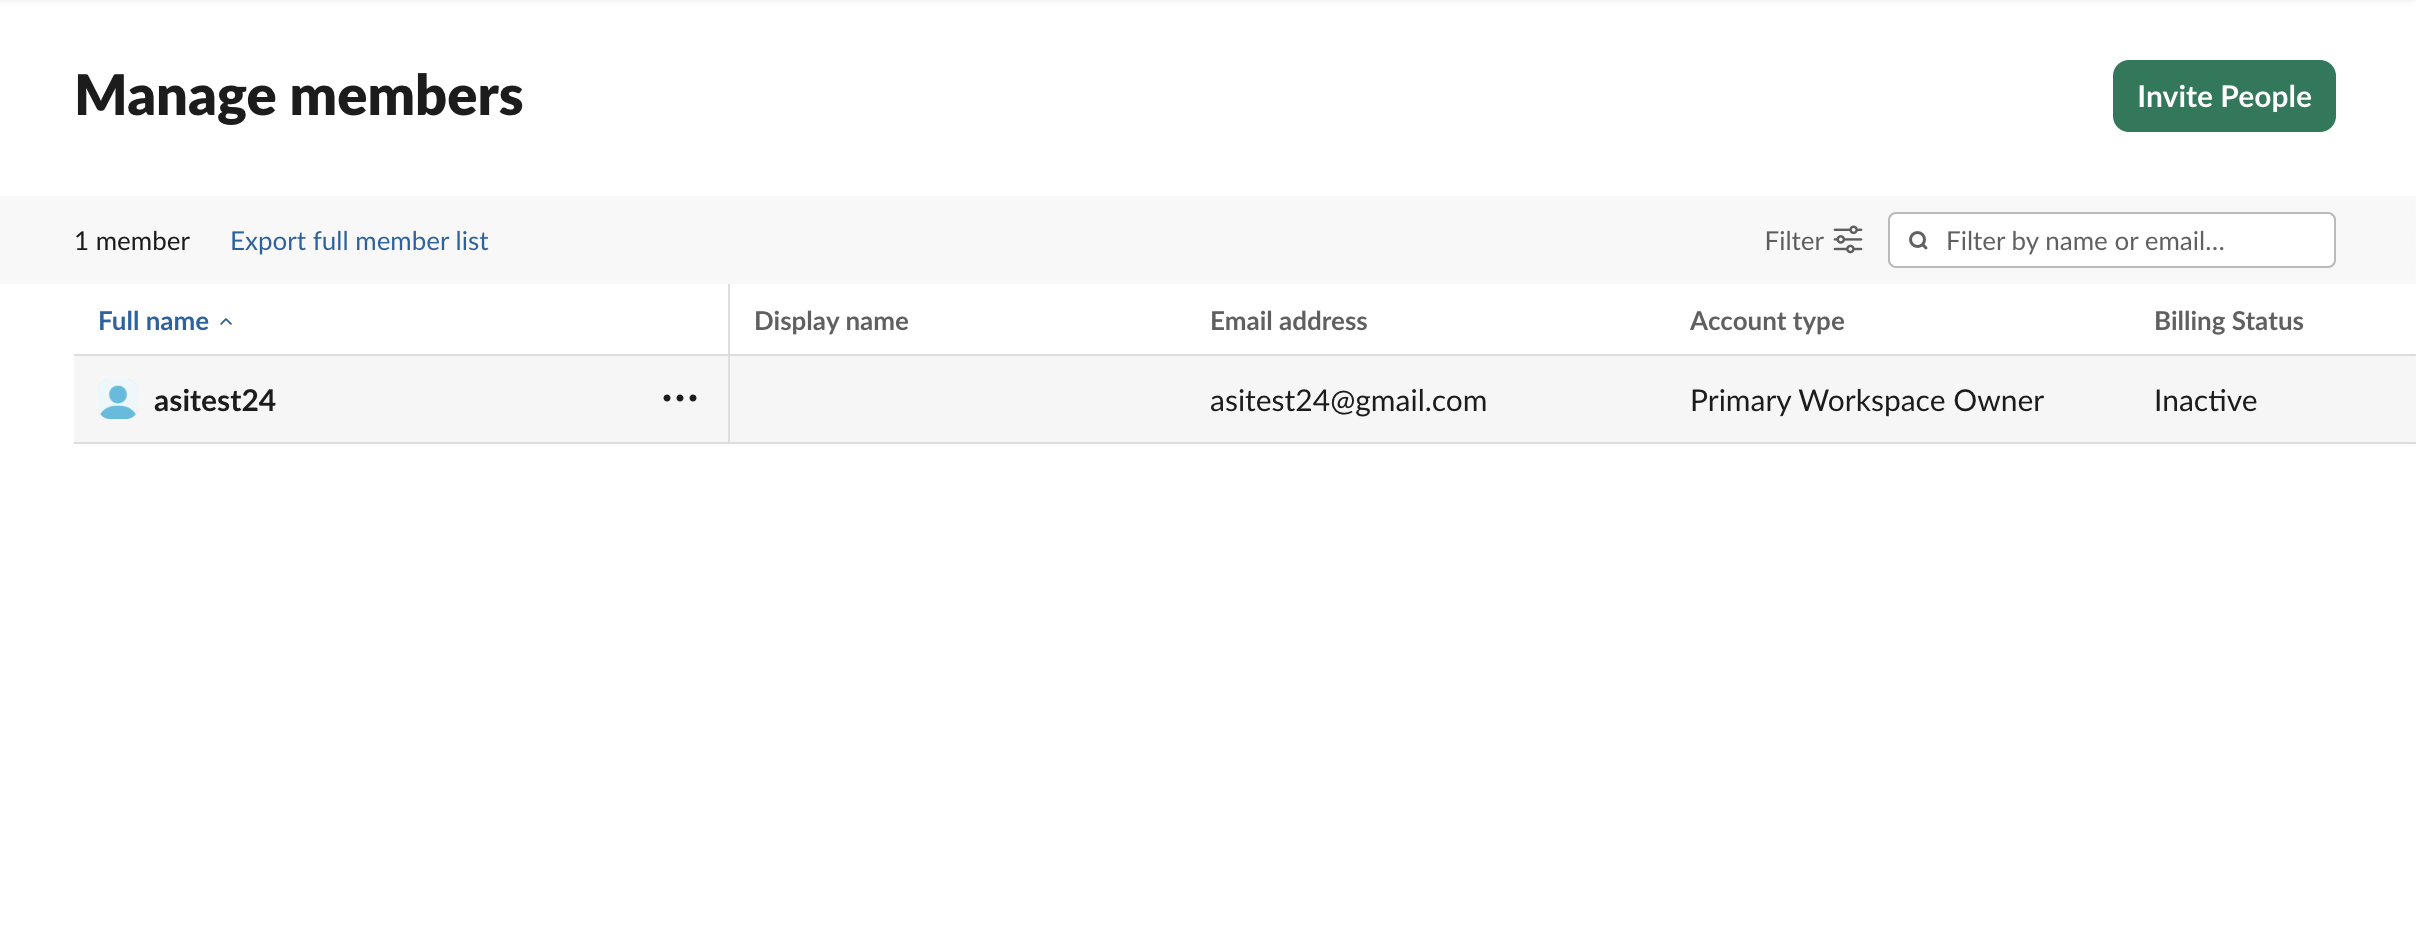 Manage members
Invite People
1 member Export full member list Filter Filter by name or email...
Full name Display name Email address Account type Billing Status
asitest24 asitest24@gmail.com Primary Workspace Owner Inactive